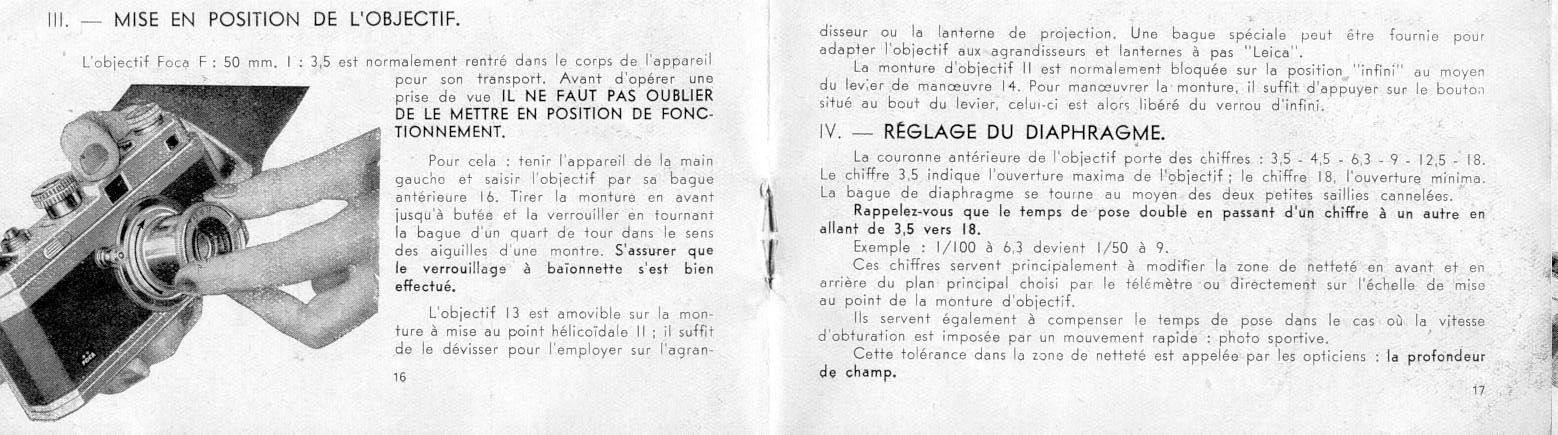 III. — MISE EN POSITION DE L'OBJECTIF.
L'objectif Foca F : 50 mm. I : 3,5 est normalement rentré dans le corps de l'appareil
pour son transport. Avant d'opérer une
prise de vue IL NE FAUT PAS OUBLIER
DE LE METTRE EN POSITION DE FONC-
TIONNEMENT.
Pour cela : tenir l'appareil de la main
gauche et saisir l'objectif par sa bague
antérieure 16. Tirer la monture en avant
jusqu'à butée et la verrouiller en tournant
la bague d'un quart de tour dans le sens
des aiguilles d'une montre. S'assurer que
le verrouillage à baïonnette s'est bien
effectué.
L'objectif 13 est amovible sur la mon-
ture à mise au point hélicoïdale II ; il suffit
de le dévisser pour l'employer sur l'agran-
16
disseur ou la lanterne de projection. Une bague spéciale peut être fournie pour
adapter l'objectif aux agrandisseurs et lanternes à pas "Leica".
La monture d'objectif II est normalement bloquée sur la position "infini" au moyen
du levier de manœuvre 14. Pour manœuvrer la monture, il suffit d'appuyer sur le bouton
situé au bout du levier, celui-ci est alors libéré du verrou d'infini.
IV. — RÉGLAGE DU DIAPHRAGME.
La couronne antérieure de l'objectif porte des chiffres : 3,5 - 4,5 - 6,3 - 9 - 12,5 - 18.
Le chiffre 3,5 indique l'ouverture maxima de l'objectif ; le chiffre 18, l'ouverture minima.
La bague de diaphragme se tourne au moyen des deux petites saillies cannelées.
Rappelez-vous que le temps de pose double en passant d'un chiffre à un autre en
allant de 3,5 vers 18.
Exemple : 1/100 à 6,3 devient 1/50 à 9.
Ces chiffres servent principalement à modifier la zone de netteté en avant et en
arrière du plan principal choisi par le télémètre ou directement sur l'échelle de mise
au point de la monture d'objectif.
Ils servent également à compenser le temps de pose dans le cas où la vitesse
d'obturation est imposée par un mouvement rapide : photo sportive.
Cette tolérance dans la zone de netteté est appelée par les opticiens : la profondeur
de champ.
17